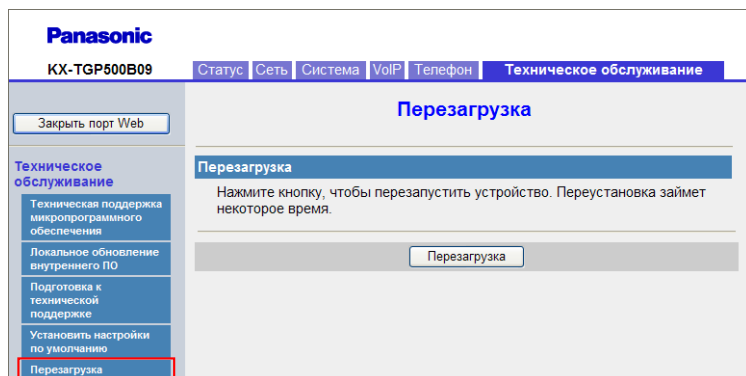 Panasonic
KX-TGP500B09
Статус Сеть Система VoIP Телефон Техническое обслуживание
Закрыть порт Web
Техническое
обслуживание
Техническая поддержка
микропрограммного
обеспечения
Локальное обновление
внутреннего ПО
Подготовка к
технической
поддержке
Установить настройки
по умолчанию
Перезагрузка
Перезагрузка
Перезагрузка
Нажмите кнопку, чтобы перезапустить устройство. Переустановка займет
некоторое время.
Перезагрузка